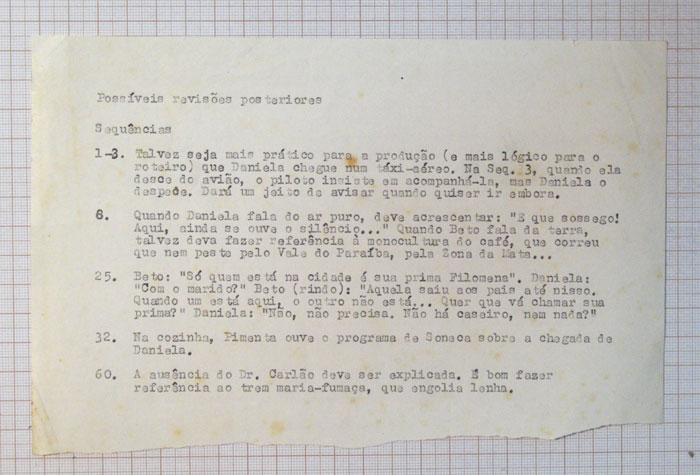 Possíveis revisões posteriores
Sequências
1-3. Talvez seja mais prático para a produção (e mais lógico para o
roteiro) que Daniela chegue num táxi-aéreo. Na Seq. 3, quando ela
desce do avião, o piloto insiste em acompanhá-la, mas Daniela o
despede. Dará um jeito de avisar quando quiser ir embora.
6. Quando Daniela fala do ar puro, deve acrescentar: "E que sossego!
Aqui, ainda se ouve o silêncio..." Quando Beto fala da terra,
talvez deva fazer referência à monocultura do café, que correu
que nem peste pelo Vale do Paraíba, pela Zona da Mata...
25. Beto: "Só quem está na cidade é sua prima Filomena". Daniela:
"Com o marido?" Beto (rindo): "Aquela saiu aos pais até nisso.
Quando um está aqui, o outro não está... Quer que vá chamar sua
prima?" Daniela: "Não, não precisa. Não há caseiro, nem nada?"
32. Na cozinha, Pimenta ouve o programa de Soneca sobre a chegada de
Daniela.
60. A ausência do Dr. Carlão deve ser explicada. É bom fazer
referência ao trem maria-fumaça, que engolia lenha.